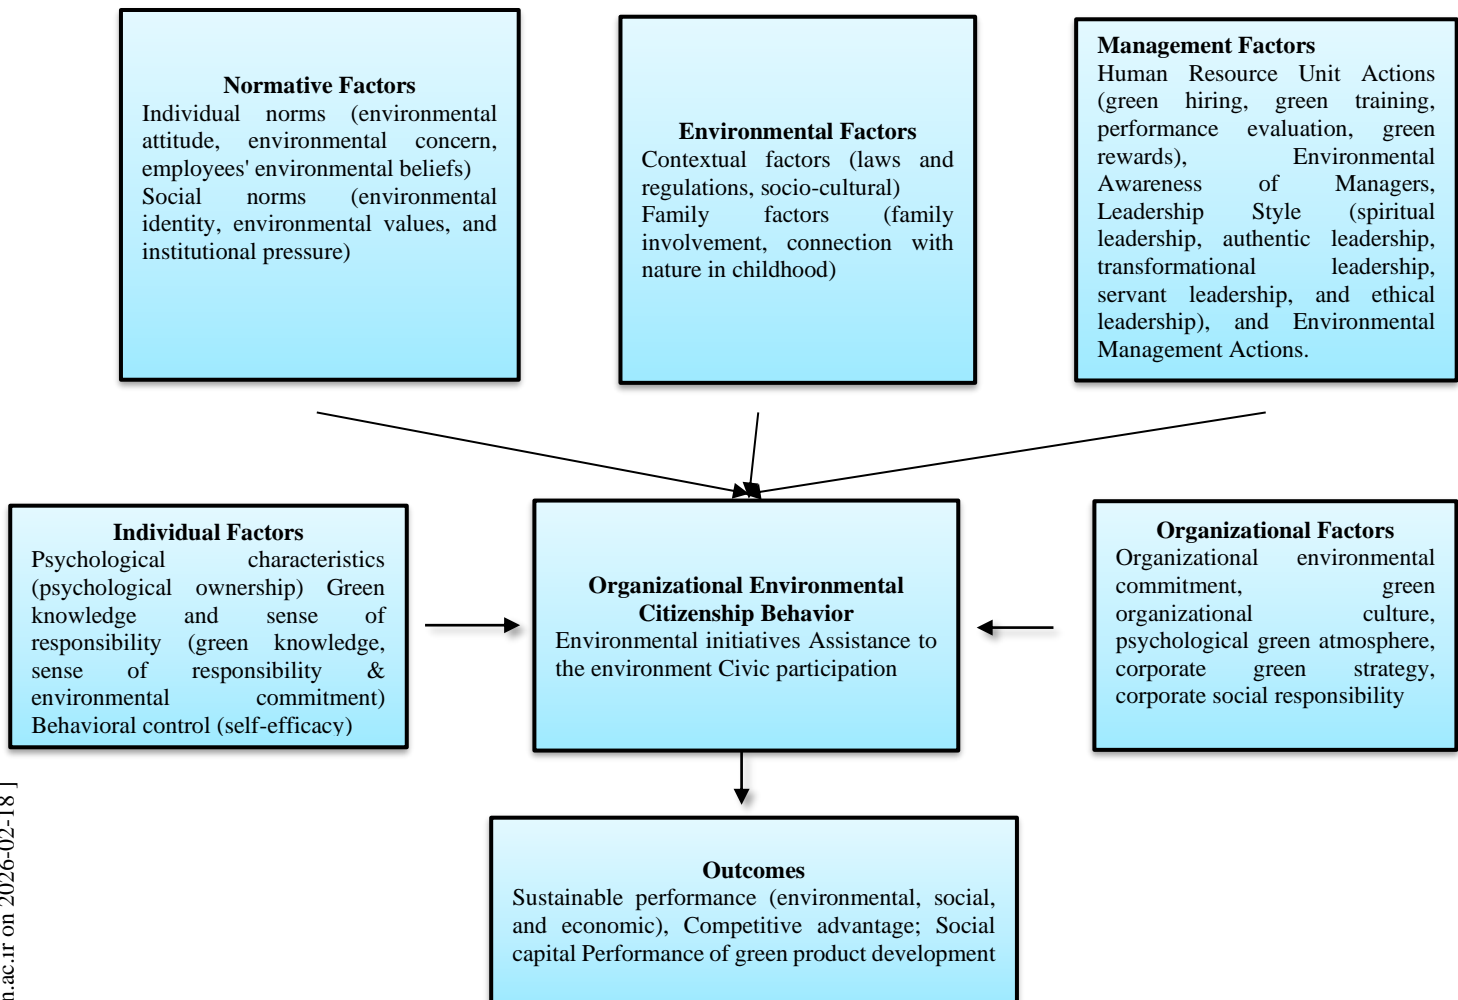 Normative Factors
Individual norms (environmental
attitude, environmental concern,
employees' environmental beliefs)
Social norms (environmental
identity, environmental values, and
institutional pressure)
Environmental Factors
Contextual factors (laws and
regulations, socio-cultural)
Family factors (family
involvement, connection with
nature in childhood)
Management Factors
Human Resource Unit Actions
(green hiring, green training,
performance evaluation, green
rewards), Environmental
Awareness of Managers,
Leadership Style (spiritual
leadership, authentic leadership,
transformational leadership,
servant leadership, and ethical
leadership), and Environmental
Management Actions.
Individual Factors
Psychological characteristics
(psychological ownership) Green
knowledge and sense of
responsibility (green knowledge,
sense of responsibility &
environmental commitment)
Behavioral control (self-efficacy)
Organizational Environmental
Citizenship Behavior
Environmental initiatives Assistance to
the environment Civic participation
Organizational Factors
Organizational environmental
commitment, green
organizational culture,
psychological green atmosphere,
corporate green strategy,
corporate social responsibility
Outcomes
Sustainable performance (environmental, social,
and economic), Competitive advantage; Social
capital Performance of green product development
n.ac.ir on 2026-02-18 ]